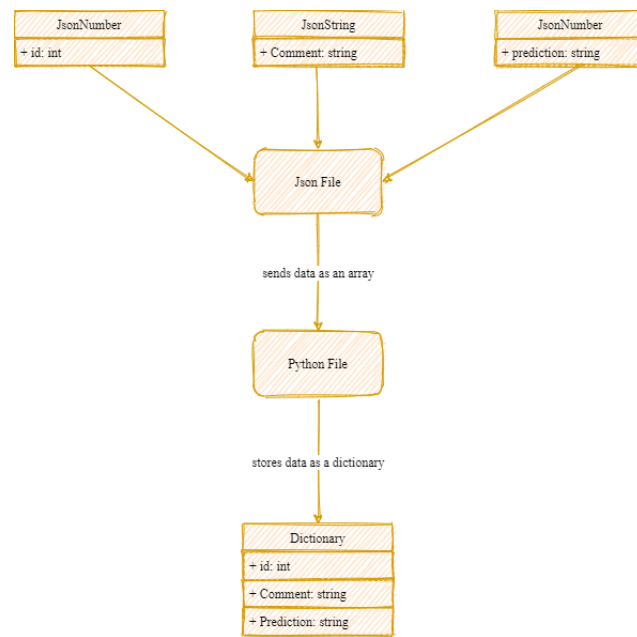 JsonNumber
+ id: int
JsonString
+ Comment: string
JsonNumber
+ prediction: string
Json File
sends data as an array
Python File
stores data as a dictionary
Dictionary
+ id: int
+ Comment: string
+ Prediction: string